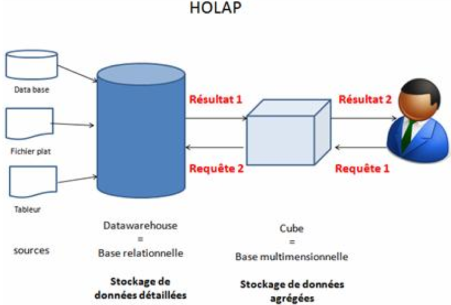 HOLAP
Data base
Fichier plat
Tableur
sources
Résultat 1
Requête 2
Résultat 2
Requête 1
Datawarehouse
=
Base relationnelle
Stockage de
données détaillées
Cube
=
Base multimensionnelle
Stockage de données
agrégées